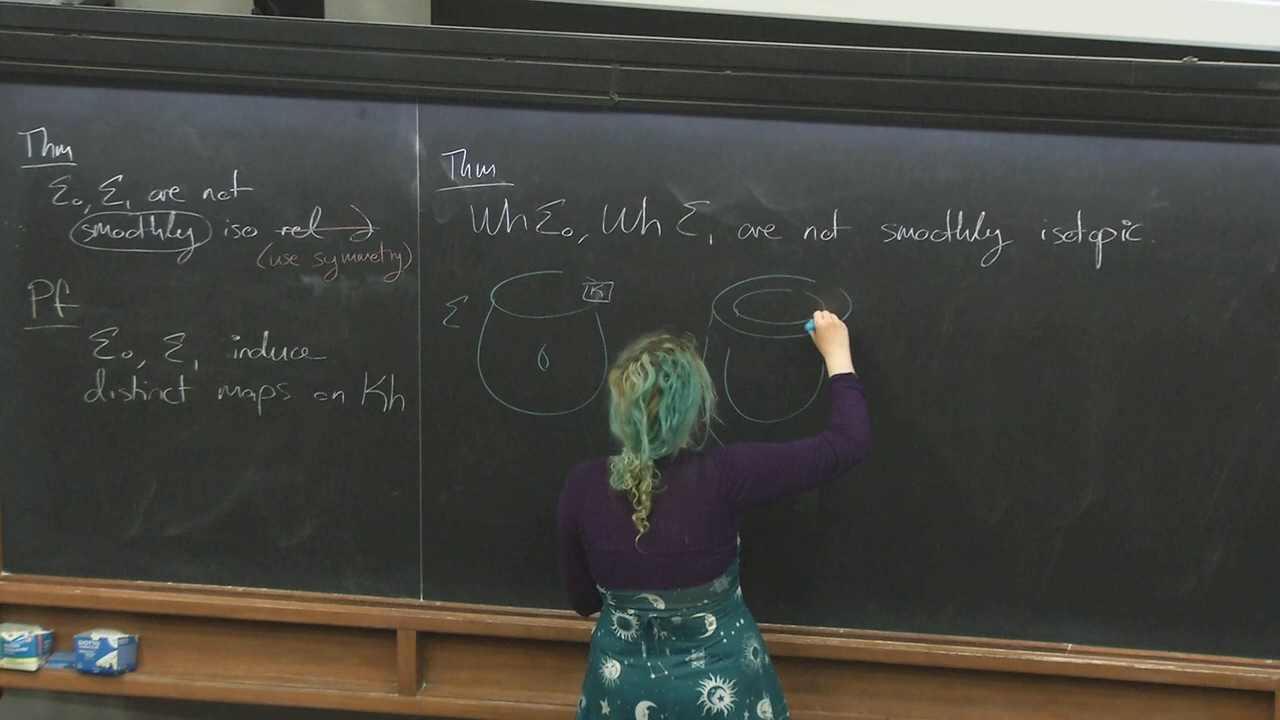 Thm
Σ₀, Σ₁ are not
smoothly iso rel ∂
(use symmetry)
Pf
Σ₀, Σ₁ induce
distinct maps on Kh
Thm
Wh Σ₀, Wh Σ₁ are not smoothly isotopic.
Σ
K